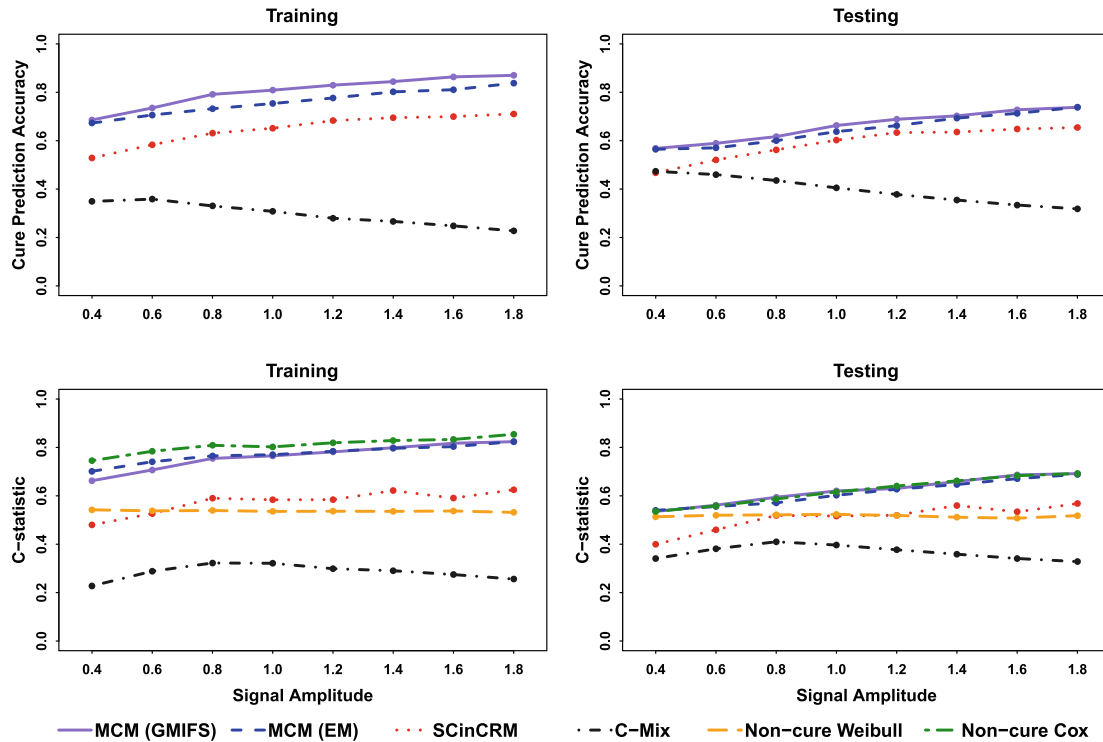 Training
Cure Prediction Accuracy
1.0
0.8
0.6
0.4
0.2
0.0
0.4 0.6 0.8 1.0 1.2 1.4 1.6 1.8
Testing
Cure Prediction Accuracy
1.0
0.8
0.6
0.4
0.2
0.0
0.4 0.6 0.8 1.0 1.2 1.4 1.6 1.8
Training
C−statistic
1.0
0.8
0.6
0.4
0.2
0.0
0.4 0.6 0.8 1.0 1.2 1.4 1.6 1.8
Signal Amplitude
Testing
C−statistic
1.0
0.8
0.6
0.4
0.2
0.0
0.4 0.6 0.8 1.0 1.2 1.4 1.6 1.8
Signal Amplitude
MCM (GMIFS) MCM (EM) SCinCRM C−Mix Non−cure Weibull Non−cure Cox